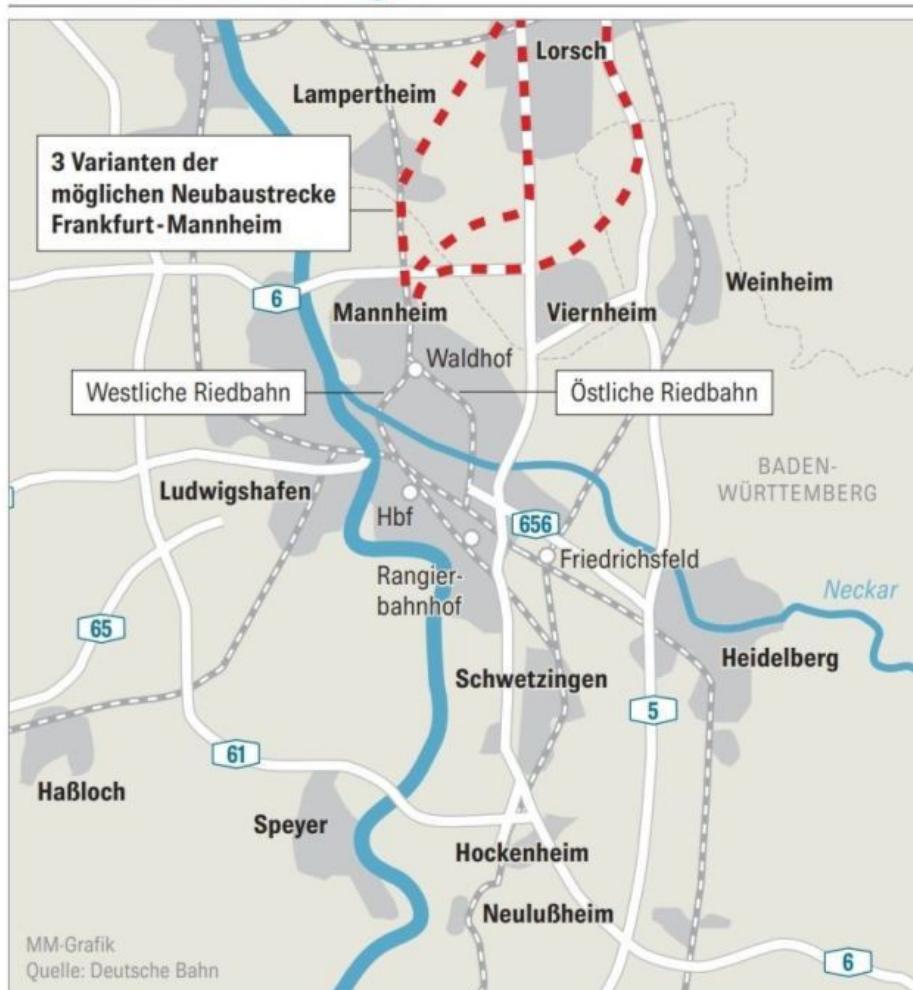 Lorsch
Lampertheim
3 Varianten der
möglichen Neubaustrecke
Frankfurt-Mannheim
6
Mannheim
Viernheim
Weinheim
Waldhof
Westliche Riedbahn
Östliche Riedbahn
BADEN-
WÜRTTEMBERG
Ludwigshafen
Hbf
656
Friedrichsfeld
Rangier-
bahnhof
Neckar
65
Heidelberg
Schwetzingen
5
61
Haßloch
Speyer
Hockenheim
Neulußheim
MM-Grafik
Quelle: Deutsche Bahn
6